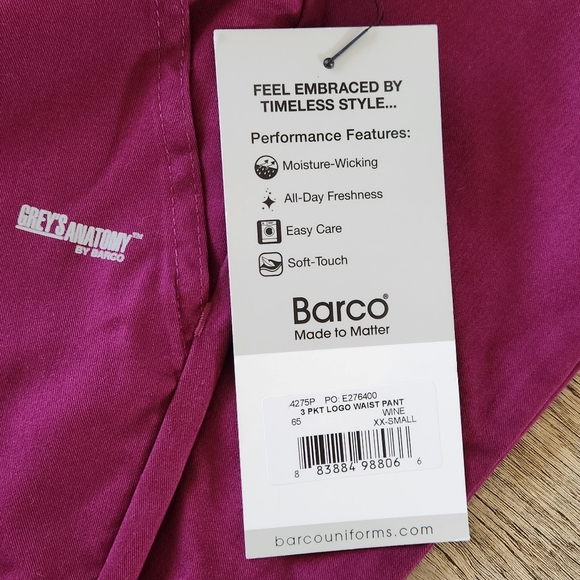 FEEL EMBRACED BY
TIMELESS STYLE...
Performance Features:
Moisture-Wicking
All-Day Freshness
Easy Care
Soft-Touch
Barco®
Made to Matter
GREY'S ANATOMY™
BY BARCO
4275P PO: E276400
3 PKT LOGO WAIST PANT
65 WINE
XX-SMALL
8 83884 98806 6
barcouniforms.com